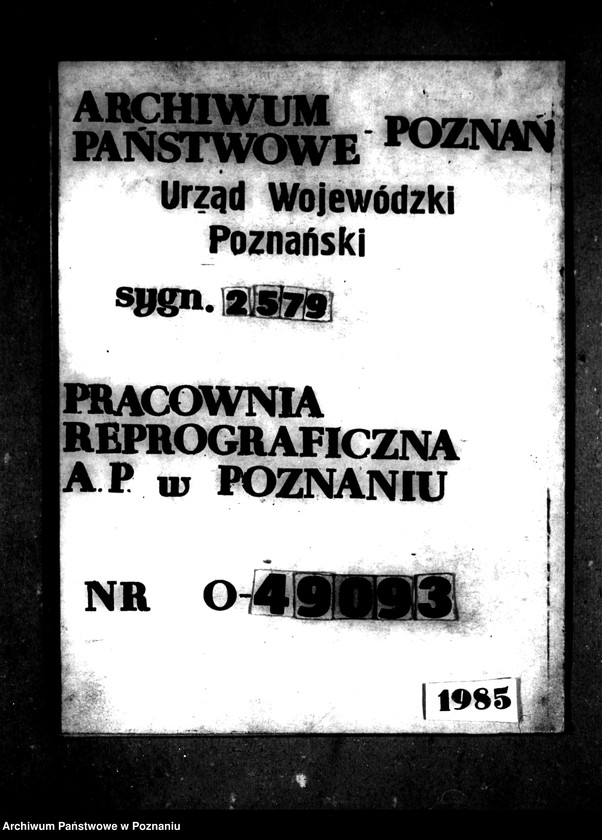 ARCHIWUM
PAŃSTWOWE - POZNAŃ
Urząd Wojewódzki
Poznański
sygn. 2579
PRACOWNIA
REPROGRAFICZNA
A.P. w POZNANIU
NR O-49093
1985
Archiwum Państwowe w Poznaniu